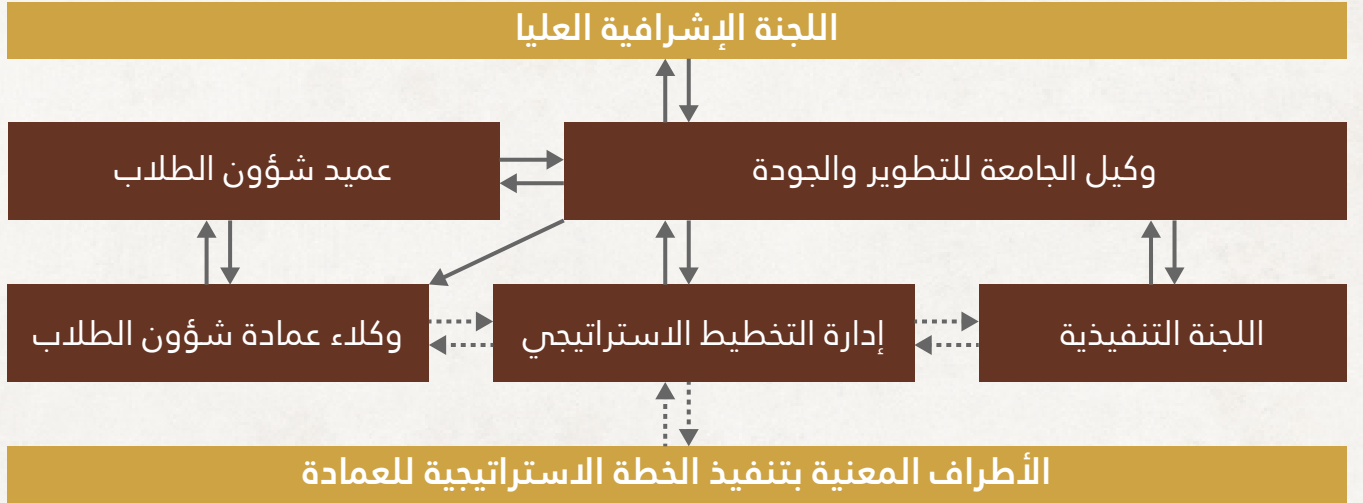 اللجنة الإشرافية العليا
وكيل الجامعة للتطوير والجودة
عميد شؤون الطلاب
اللجنة التنفيذية
إدارة التخطيط الاستراتيجي
وكلاء عمادة شؤون الطلاب
الأطراف المعنية بتنفيذ الخطة الاستراتيجية للعمادة